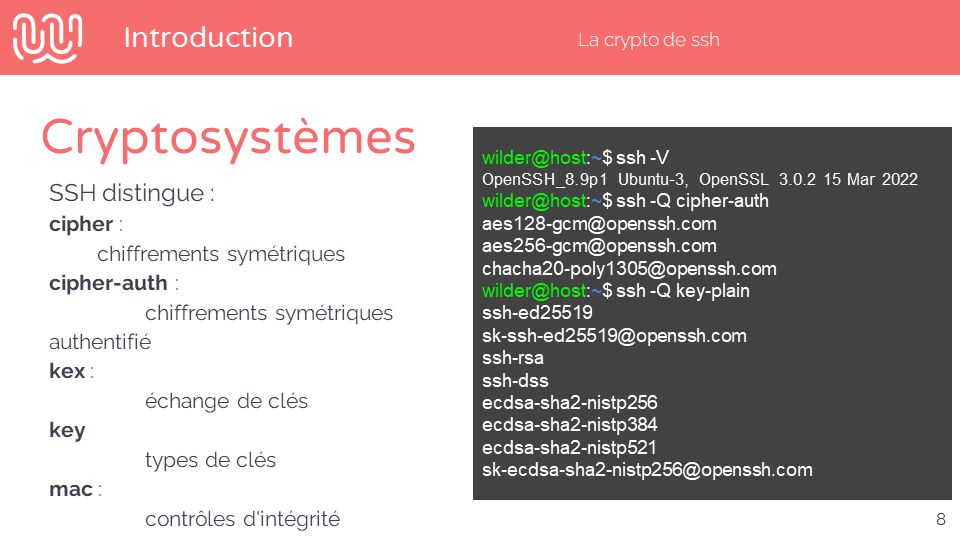 Introduction
La crypto de ssh
Cryptosystèmes
SSH distingue :
cipher :
chiffrements symétriques
cipher-auth :
chiffrements symétriques
authentifié
kex :
échange de clés
key
types de clés
mac :
contrôles d'intégrité
wilder@host:~$ ssh -V
OpenSSH_8.9p1 Ubuntu-3, OpenSSL 3.0.2 15 Mar 2022
wilder@host:~$ ssh -Q cipher-auth
aes128-gcm@openssh.com
aes256-gcm@openssh.com
chacha20-poly1305@openssh.com
wilder@host:~$ ssh -Q key-plain
ssh-ed25519
sk-ssh-ed25519@openssh.com
ssh-rsa
ssh-dss
ecdsa-sha2-nistp256
ecdsa-sha2-nistp384
ecdsa-sha2-nistp521
sk-ecdsa-sha2-nistp256@openssh.com
8